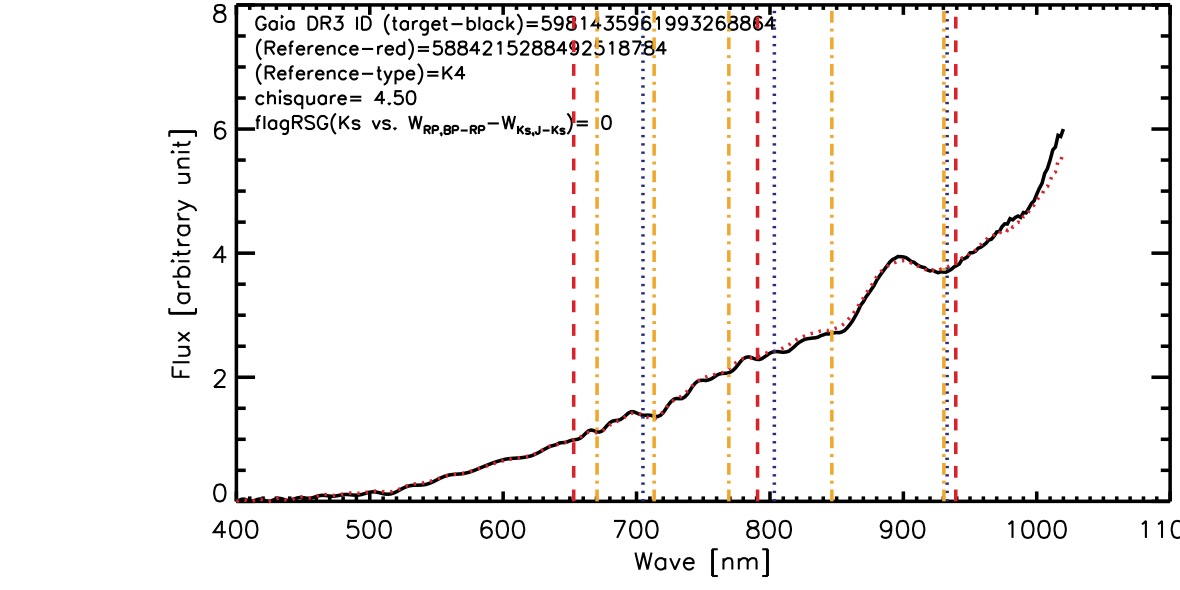 Gaia DR3 ID (target-black)=5981435961993268864
(Reference-red)=5884215288492518784
(Reference-type)=K4
chisquare= 4.50
flagRSG(Ks vs. WRP,BP-RP-WKs,J-Ks)= 0
8
6
4
2
0
Flux [arbitrary unit]
400 500 600 700 800 900 1000 110
Wave [nm]